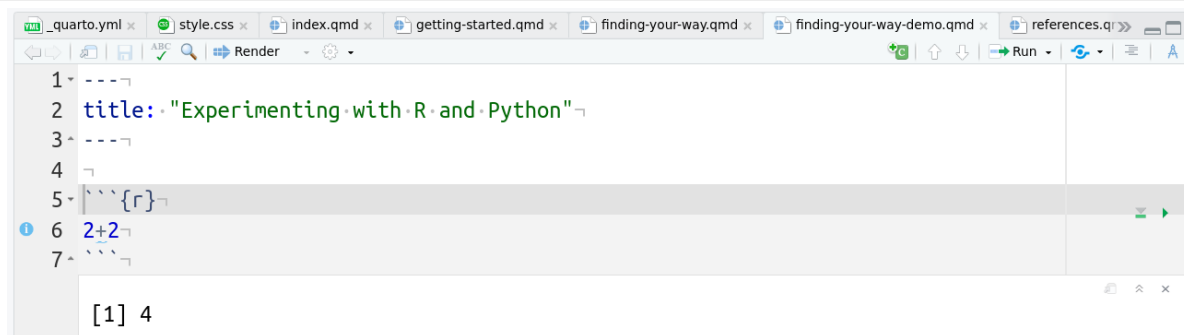 _quarto.yml style.css index.qmd getting-started.qmd finding-your-way.qmd finding-your-way-demo.qmd
ABC Render Run
1 ---
2 title: "Experimenting with R and Python"
3 ---
4
5 ```{r}
6 2+2
7 ```
[1] 4